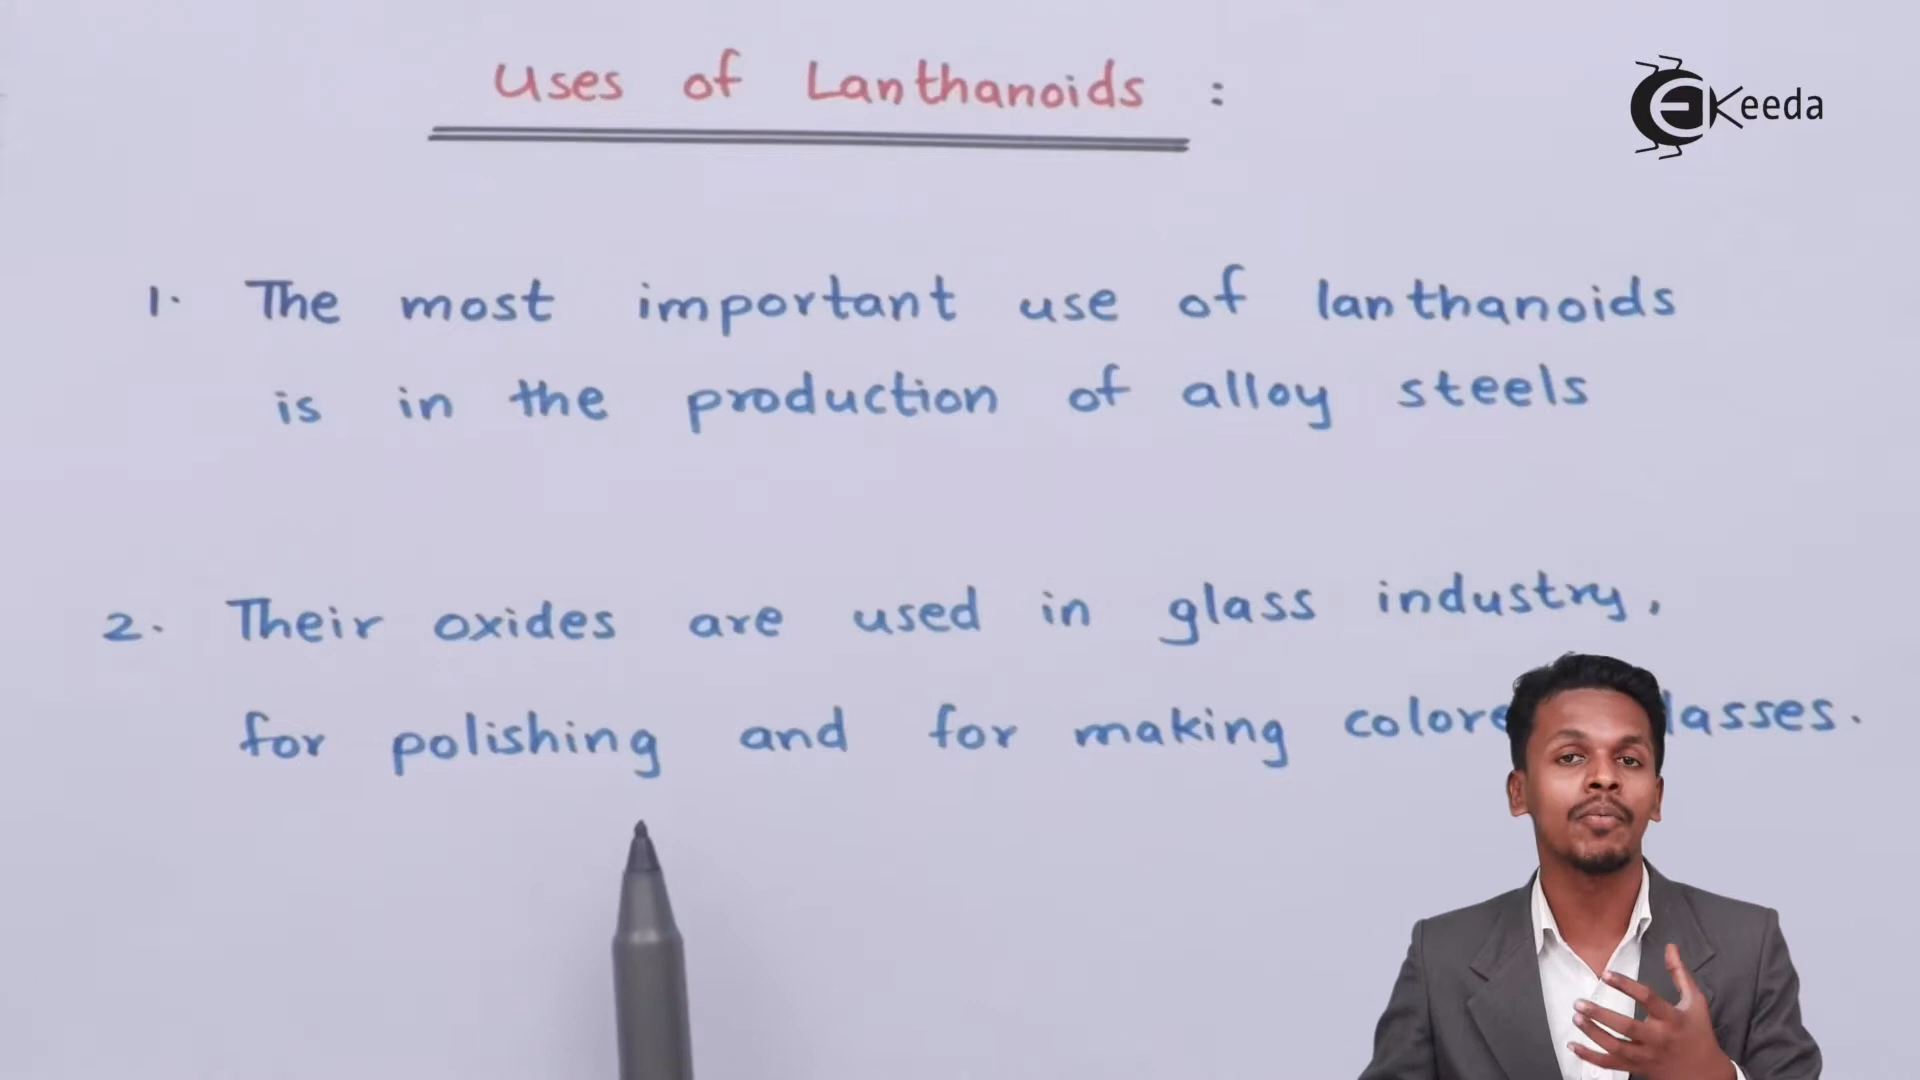 Uses of Lanthanoids :
EKeeda
1. The most important use of lanthanoids
is in the production of alloy steels
2. Their oxides are used in glass industry,
for polishing and for making